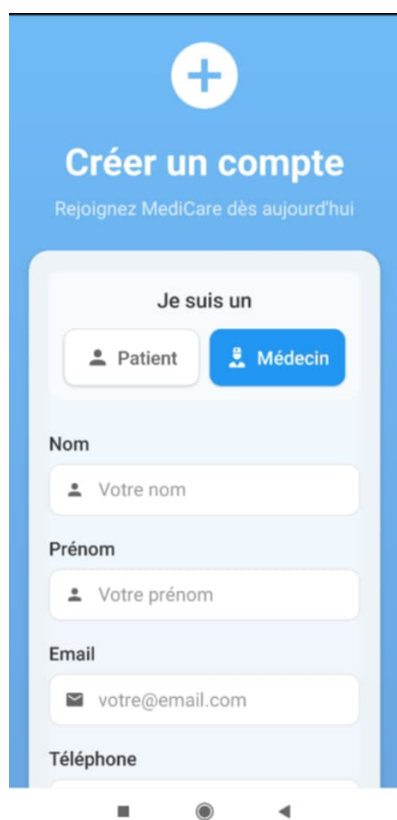 Créer un compte
Rejoignez MediCare dès aujourd'hui
Je suis un
Patient
Médecin
Nom
Votre nom
Prénom
Votre prénom
Email
votre@email.com
Téléphone